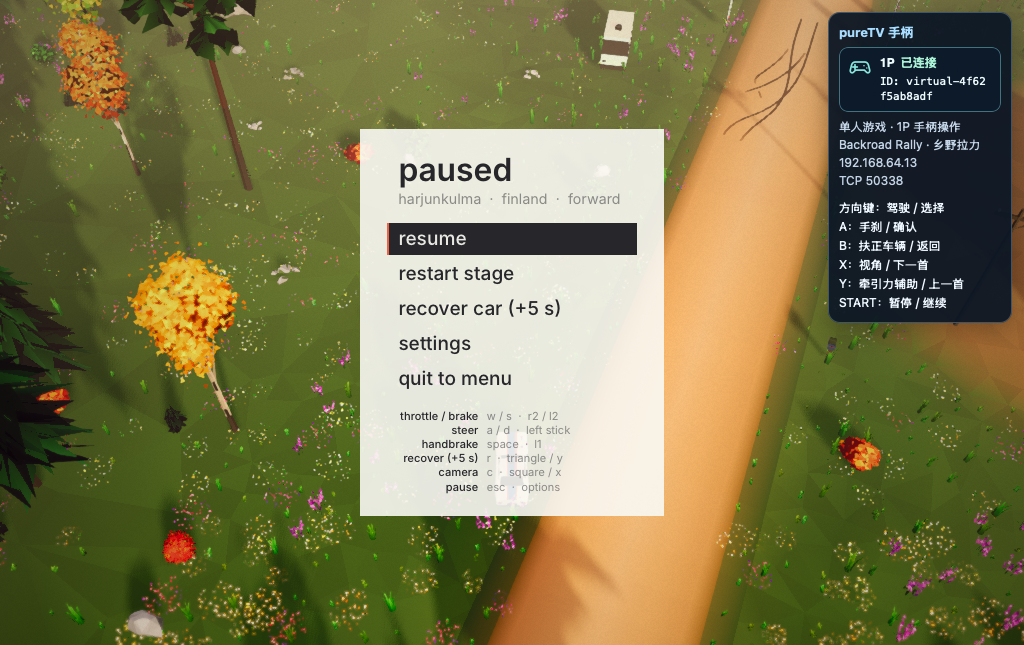 paused
harjunkulma · finland · forward
resume
restart stage
recover car (+5 s)
settings
quit to menu
throttle / brake w / s · r2 / l2
steer a / d · left stick
handbrake space · l1
recover (+5 s) r · triangle / y
camera c · square / x
pause esc · options
pureTV 手柄
1P 已连接
ID: virtual-4f62
f5ab8adf
单人游戏 · 1P 手柄操作
Backroad Rally · 乡野拉力
192.168.64.13
TCP 50338
方向键：驾驶 / 选择
A：手刹 / 确认
B：扶正车辆 / 返回
X：视角 / 下一首
Y：牵引力辅助 / 上一首
START：暂停 / 继续